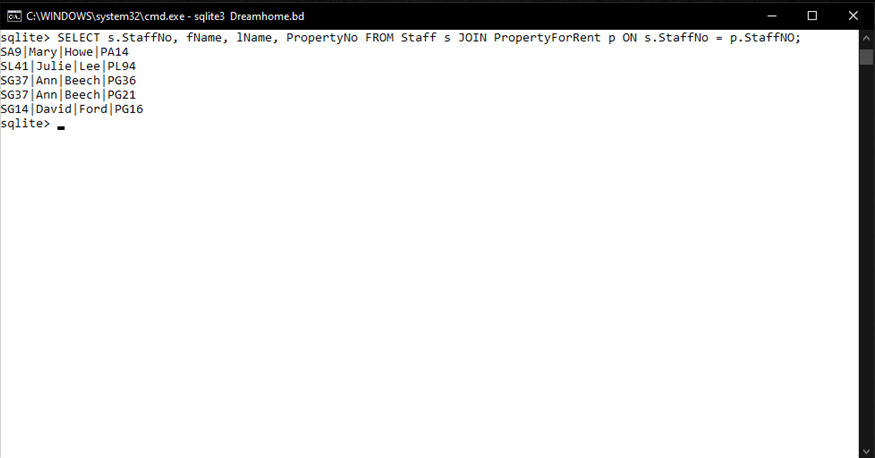 C:\WINDOWS\system32\cmd.exe - sqlite3 Dreamhome.bd
sqlite> SELECT s.StaffNo, fName, lName, PropertyNo FROM Staff s JOIN PropertyForRent p ON s.StaffNo = p.StaffNO;
SA9|Mary|Howe|PA14
SL41|Julie|Lee|PL94
SG37|Ann|Beech|PG36
SG37|Ann|Beech|PG21
SG14|David|Ford|PG16
sqlite>